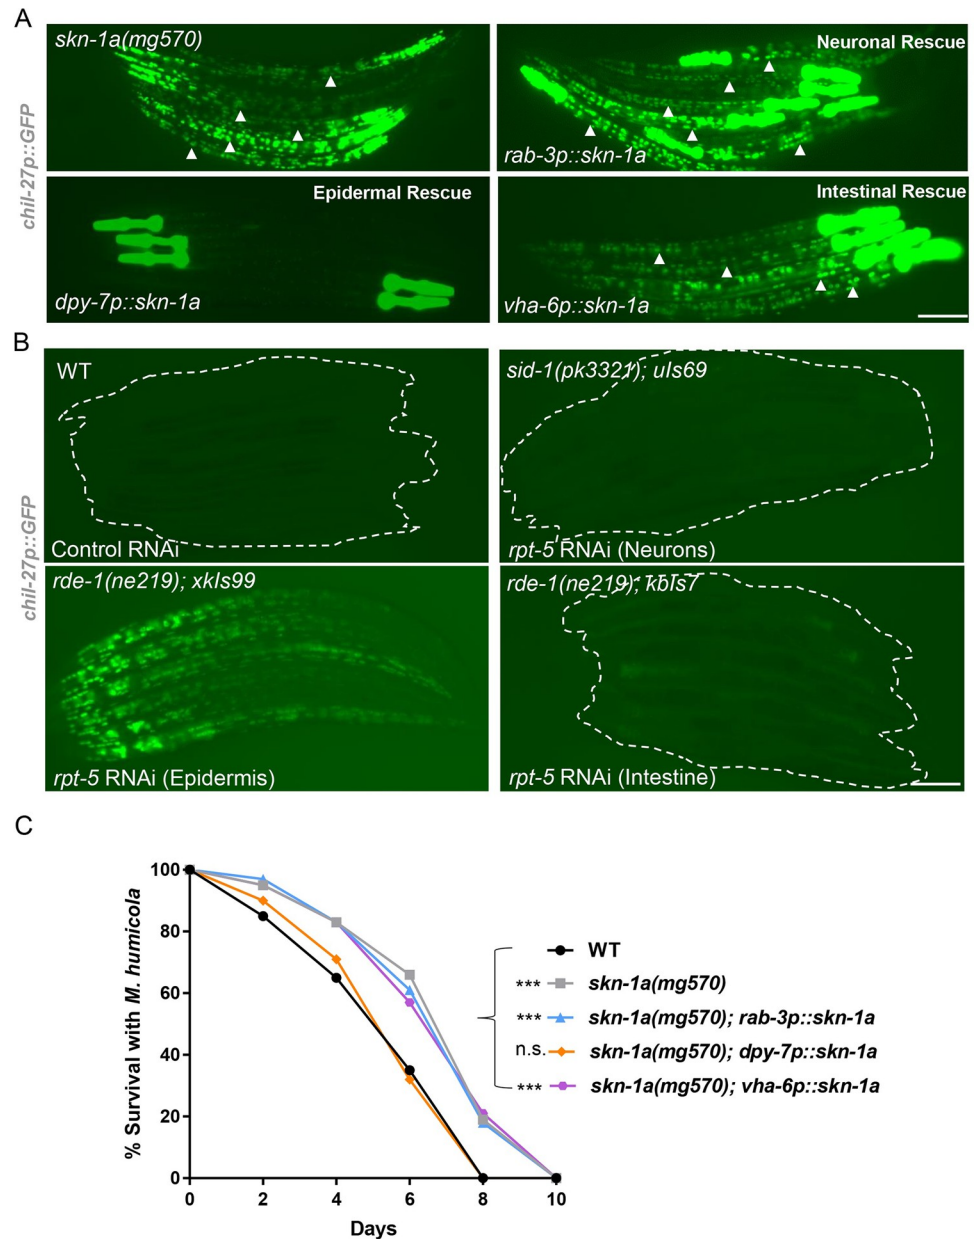 A
skn-1a(mg570)
Neuronal Rescue
rab-3p::skn-1a
chil-27p::GFP
Epidermal Rescue
dpy-7p::skn-1a
Intestinal Rescue
vha-6p::skn-1a
B
WT
Control RNAi
sid-1(pk3321); uIs69
rpt-5 RNAi (Neurons)
chil-27p::GFP
rde-1(ne219); xkIs99
rpt-5 RNAi (Epidermis)
rde-1(ne219); kbIs7
rpt-5 RNAi (Intestine)
C
% Survival with M. humicola
100
80
60
40
20
0
0 2 4 6 8 10
Days
WT
*** skn-1a(mg570)
*** skn-1a(mg570); rab-3p::skn-1a
n.s. skn-1a(mg570); dpy-7p::skn-1a
*** skn-1a(mg570); vha-6p::skn-1a